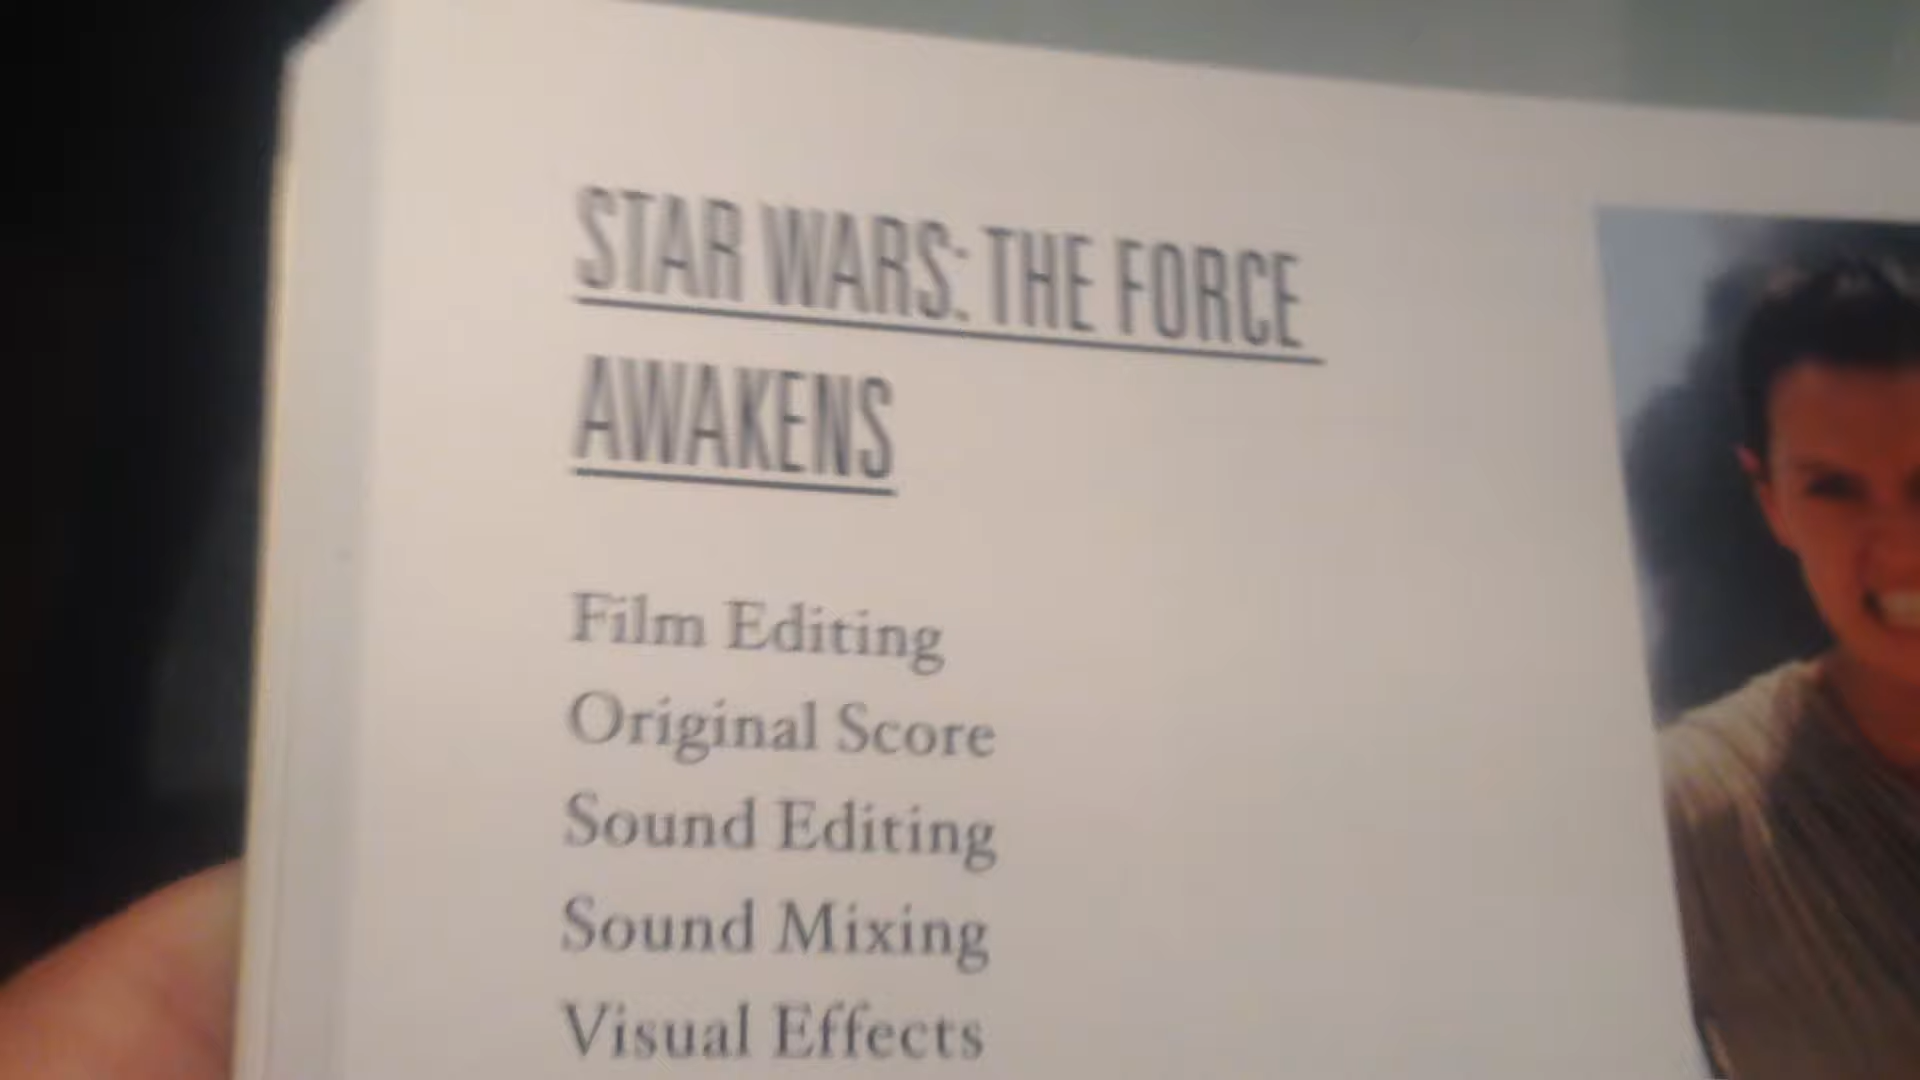 STAR WARS: THE FORCE
AWAKENS
Film Editing
Original Score
Sound Editing
Sound Mixing
Visual Effects